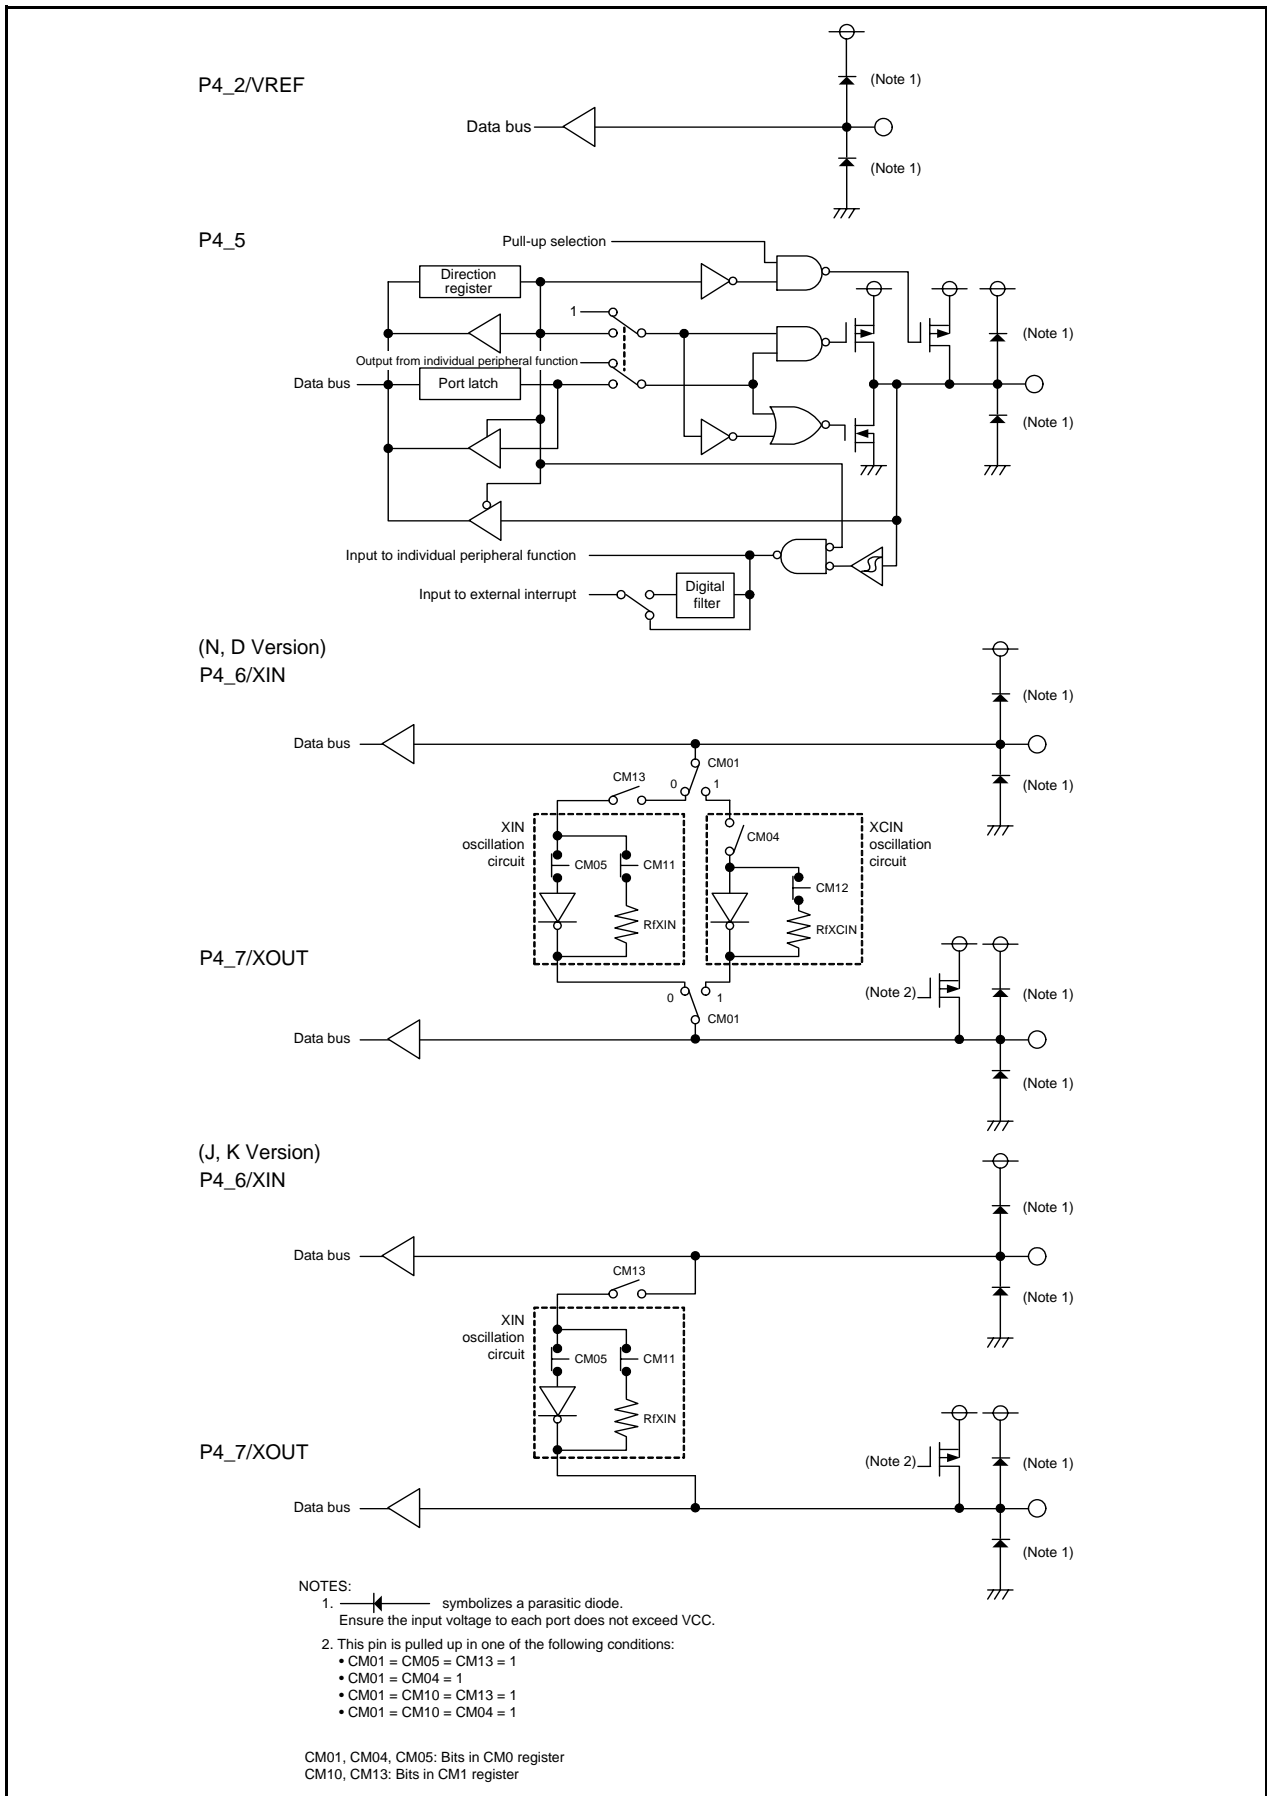 P4_2/VREF
(Note 1)
Data bus
(Note 1)
P4_5
Pull-up selection
Direction
register
1
(Note 1)
Output from individual peripheral function
Data bus
Port latch
(Note 1)
Input to individual peripheral function
Input to external interrupt
Digital
filter
(N, D Version)
P4_6/XIN
(Note 1)
Data bus
CM01
CM13
0
1
(Note 1)
XIN
oscillation
circuit
CM05
CM11
RfXIN
CM04
XCIN
oscillation
circuit
CM12
RfXCIN
P4_7/XOUT
(Note 2)
(Note 1)
0
1
CM01
Data bus
(Note 1)
(J, K Version)
P4_6/XIN
(Note 1)
Data bus
CM13
(Note 1)
XIN
oscillation
circuit
CM05
CM11
RfXIN
P4_7/XOUT
(Note 2)
(Note 1)
Data bus
(Note 1)
NOTES:
1. symbolizes a parasitic diode.
Ensure the input voltage to each port does not exceed VCC.
2. This pin is pulled up in one of the following conditions:
• CM01 = CM05 = CM13 = 1
• CM01 = CM04 = 1
• CM01 = CM10 = CM13 = 1
• CM01 = CM10 = CM04 = 1
CM01, CM04, CM05: Bits in CM0 register
CM10, CM13: Bits in CM1 register